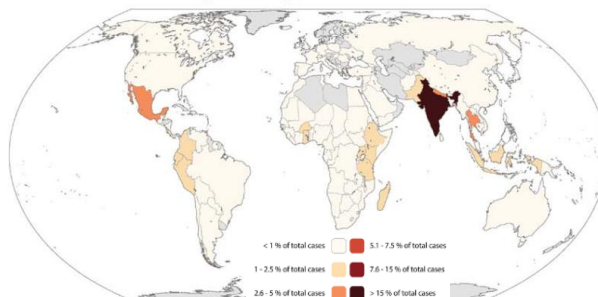 < 1 % of total cases
5.1 - 7.5 % of total cases
1 - 2.5 % of total cases
7.6 - 15 % of total cases
2.6 - 5 % of total cases
> 15 % of total cases